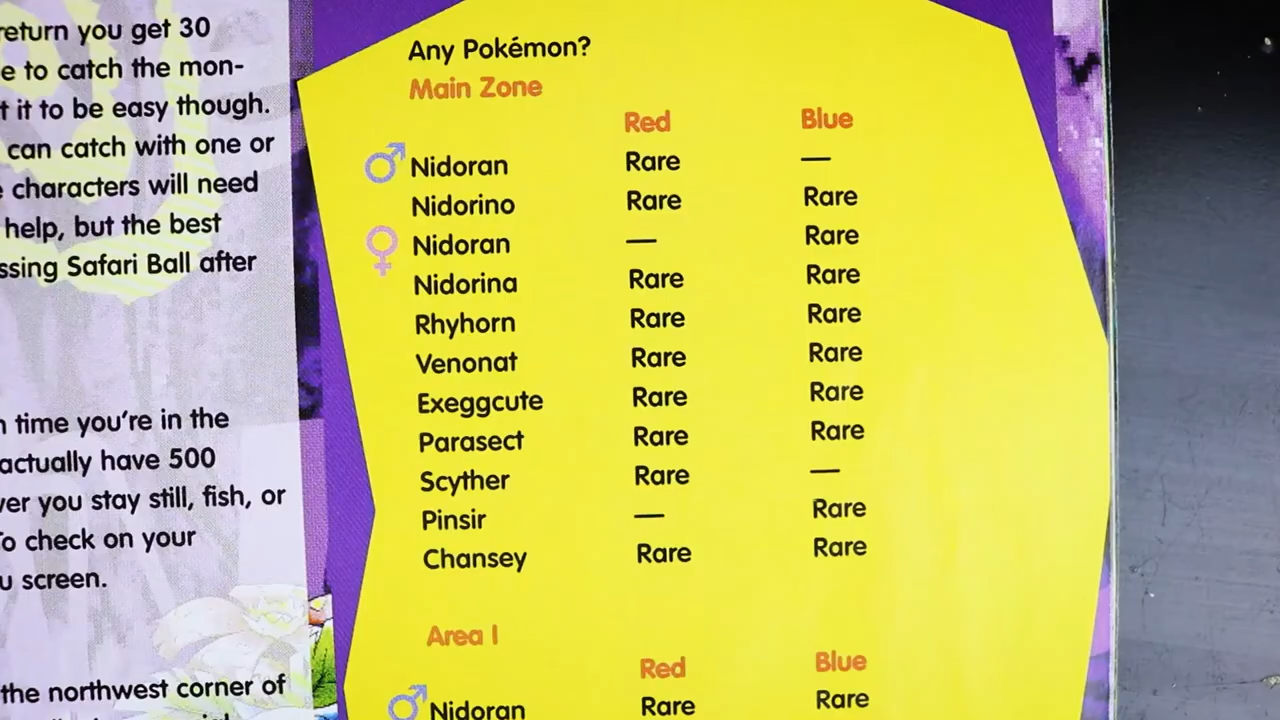 return you get 30
e to catch the mon-
t it to be easy though.
can catch with one or
characters will need
help, but the best
ssing Safari Ball after
time you're in the
actually have 500
ver you stay still, fish, or
To check on your
u screen.
the northwest corner of
Any Pokémon?
Main Zone
Red Blue
♂ Nidoran Rare —
Nidorino Rare Rare
♀ Nidoran — Rare
Nidorina Rare Rare
Rhyhorn Rare Rare
Venonat Rare Rare
Exeggcute Rare Rare
Parasect Rare Rare
Scyther Rare —
Pinsir — Rare
Chansey Rare Rare
Area 1
Red Blue
♂ Nidoran Rare Rare